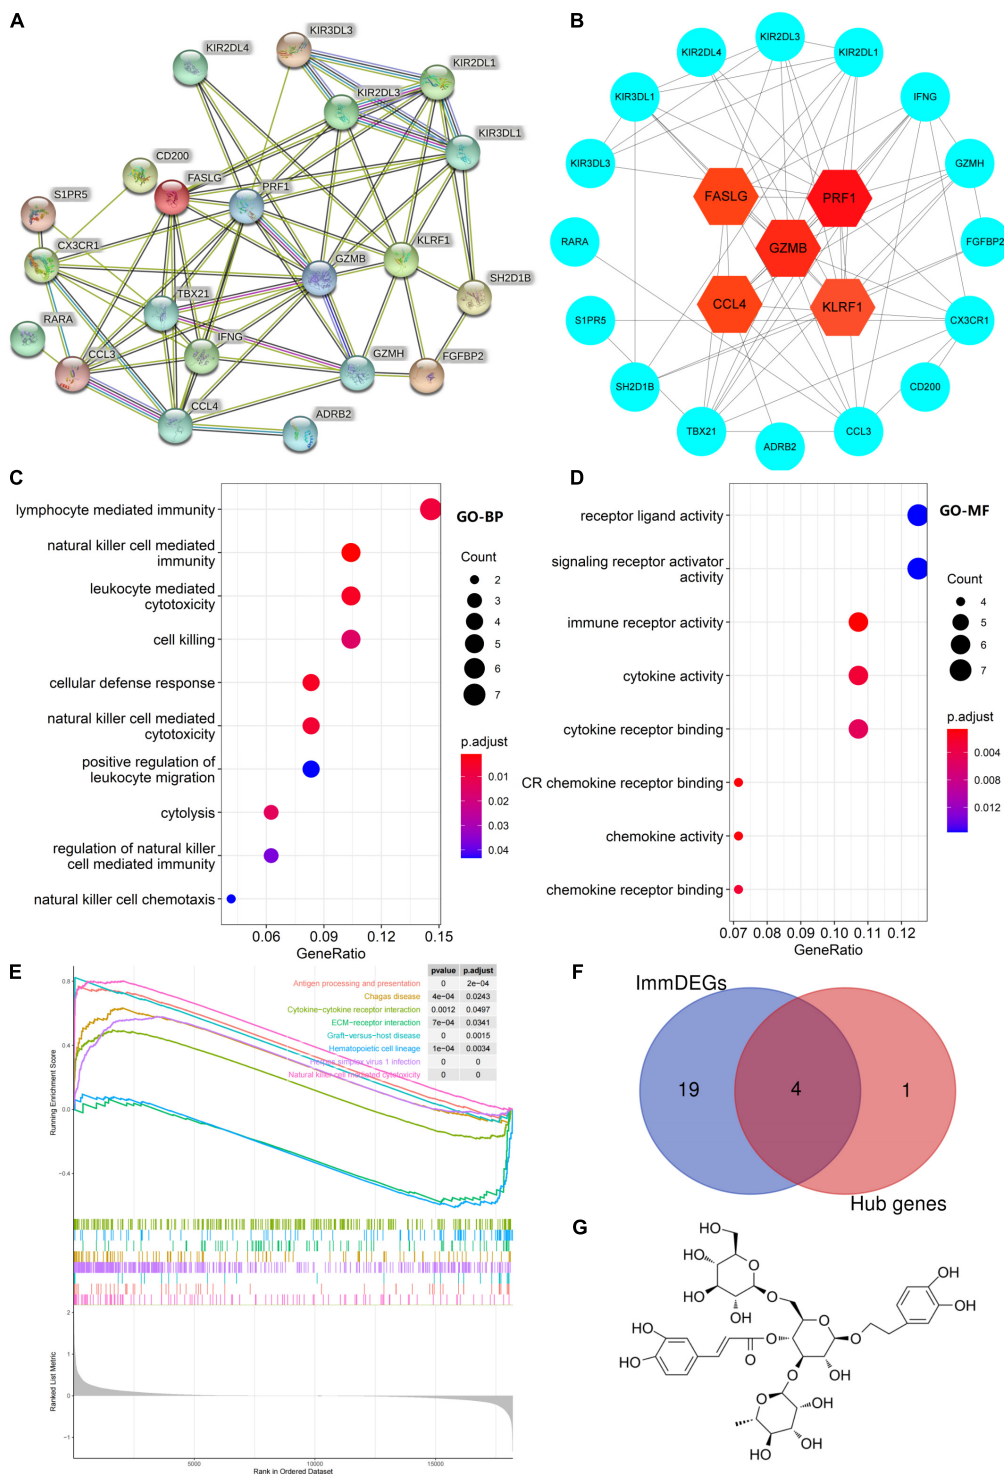 A
KIR2DL4
KIR3DL3
KIR2DL1
KIR2DL3
KIR3DL1
CD200
FASLG
PRF1
S1PR5
CX3CR1
KLRF1
GZMB
SH2D1B
TBX21
RARA
IFNG
CCL3
GZMH
FGFBP2
CCL4
ADRB2
B
KIR2DL3
KIR2DL4
KIR2DL1
KIR3DL1
IFNG
KIR3DL3
GZMH
FASLG
PRF1
RARA
GZMB
FGFBP2
CCL4
KLRF1
S1PR5
CX3CR1
SH2D1B
CD200
TBX21
CCL3
ADRB2
C
lymphocyte mediated immunity
natural killer cell mediated
immunity
leukocyte mediated
cytotoxicity
cell killing
cellular defense response
natural killer cell mediated
cytotoxicity
positive regulation of
leukocyte migration
cytolysis
regulation of natural killer
cell mediated immunity
natural killer cell chemotaxis
0.06 0.09 0.12 0.15
GeneRatio
GO-BP
Count
2
3
4
5
6
7
p.adjust
0.01
0.02
0.03
0.04
D
receptor ligand activity
signaling receptor activator
activity
immune receptor activity
cytokine activity
cytokine receptor binding
CR chemokine receptor binding
chemokine activity
chemokine receptor binding
0.07 0.08 0.09 0.10 0.11 0.12
GeneRatio
GO-MF
Count
4
5
6
7
p.adjust
0.004
0.008
0.012
E
pvalue p.adjust
Antigen processing and presentation 0 2e-04
Chagas disease 4e-04 0.0243
Cytokine-cytokine receptor interaction 0.0012 0.0497
ECM-receptor interaction 7e-04 0.0341
Graft-versus-host disease 0 0.0015
Hematopoietic cell lineage 1e-04 0.0034
Herpes simplex virus 1 infection 0 0
Natural killer cell mediated cytotoxicity 0 0
Running Enrichment Score
0.8
0.4
0.0
-0.4
Ranked List Metric
2
1
0
-1
5000 10000 15000
Rank in Ordered Dataset
F
ImmDEGs
19 4 1
Hub genes
G
OH
HO
HO
HO
OH
O
O
O
O
O
OH
OH
HO
HO
O
O
OH
O
O
OH
HO
OH